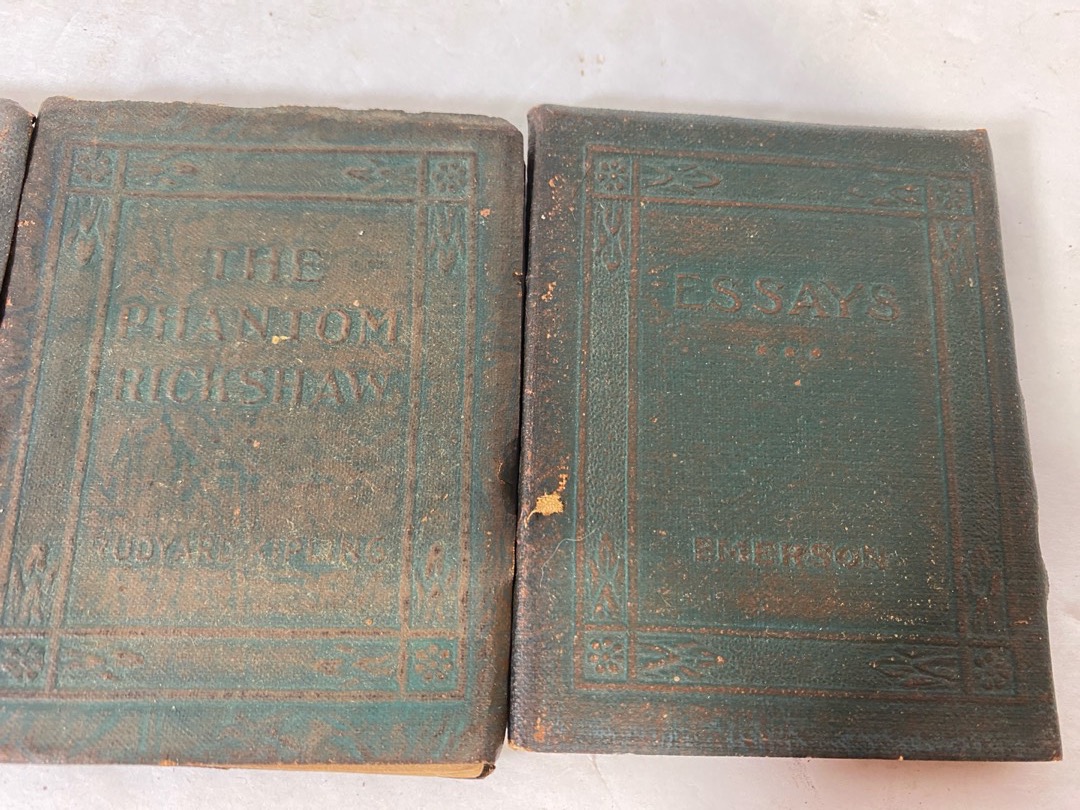 THE
PHANTOM
RICKSHAW
RUDYARD KIPLING
ESSAYS
EMERSON